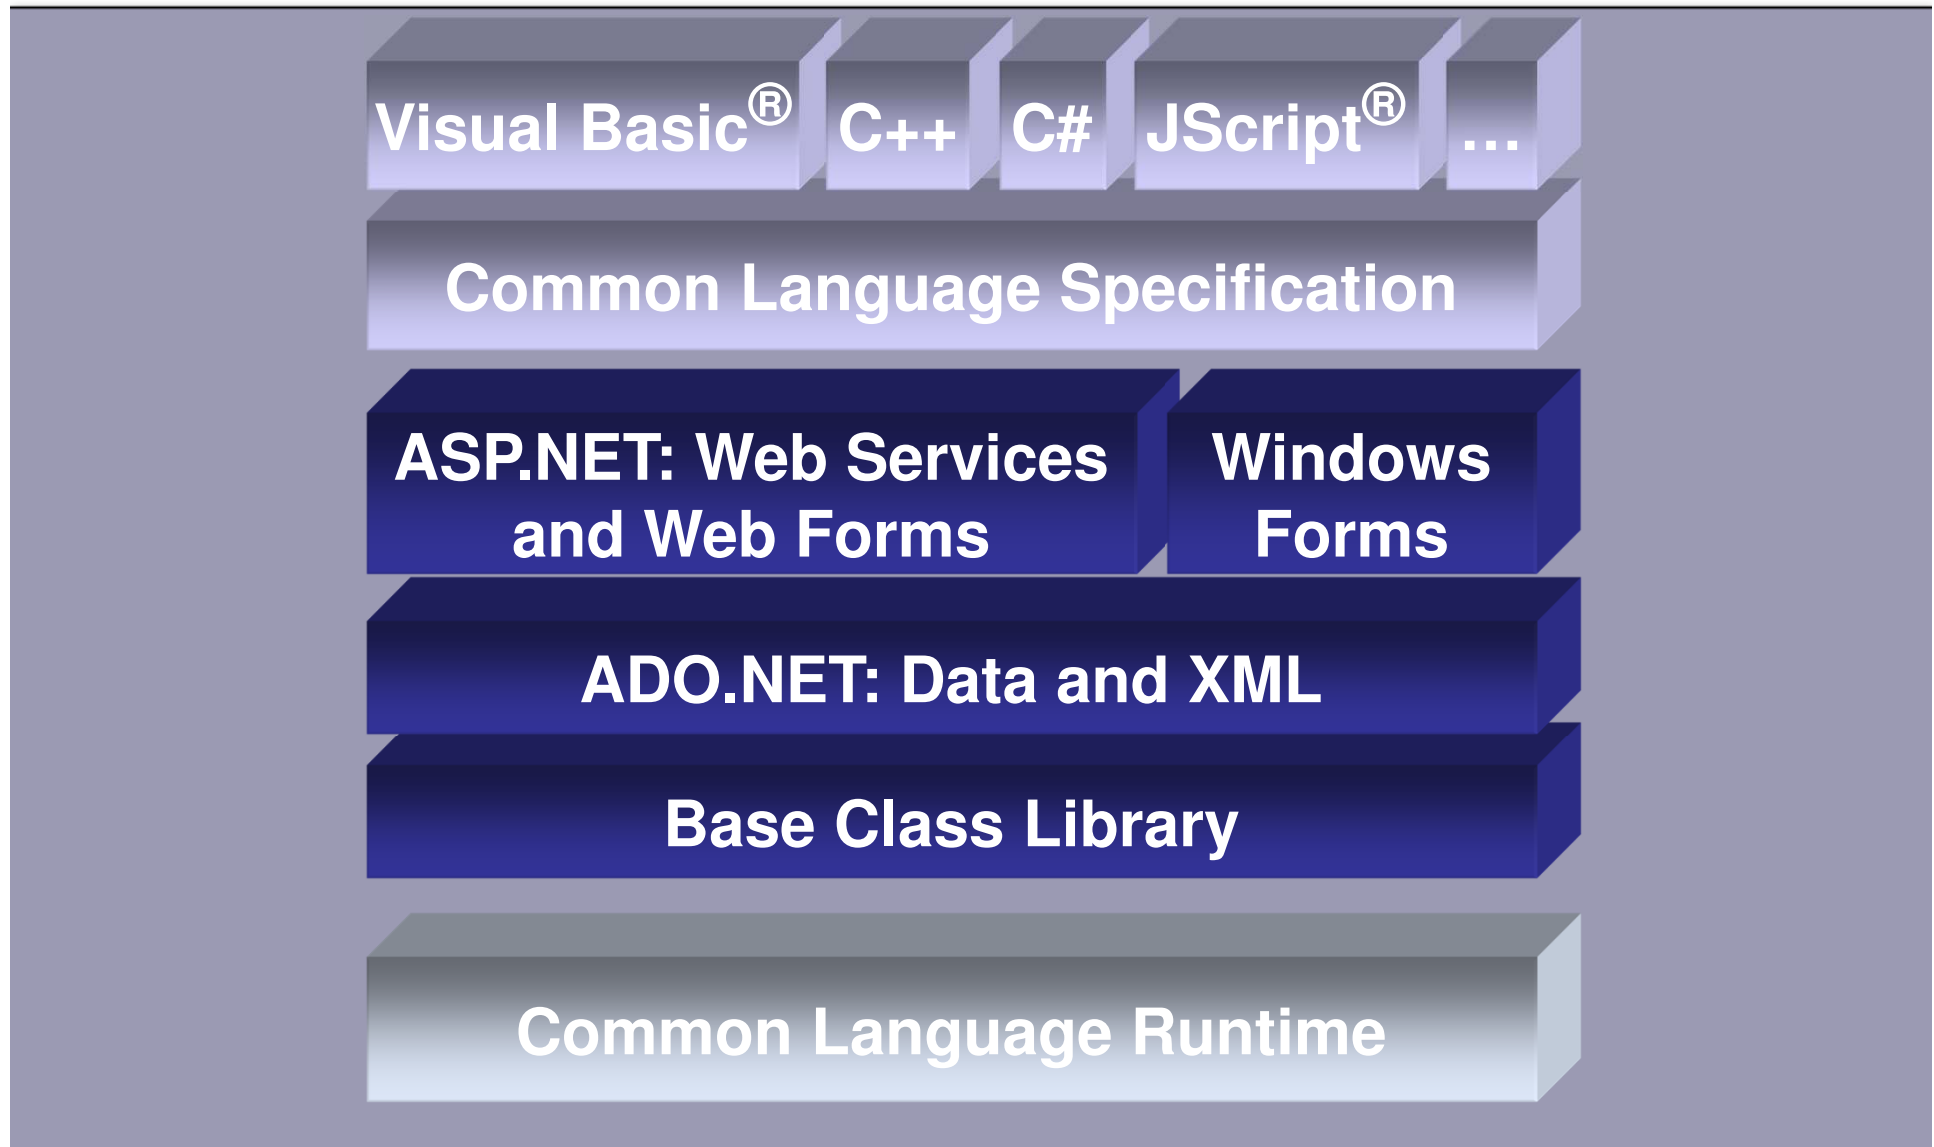 Visual Basic® C++ C# JScript® ...
Common Language Specification
ASP.NET: Web Services
and Web Forms
Windows
Forms
ADO.NET: Data and XML
Base Class Library
Common Language Runtime